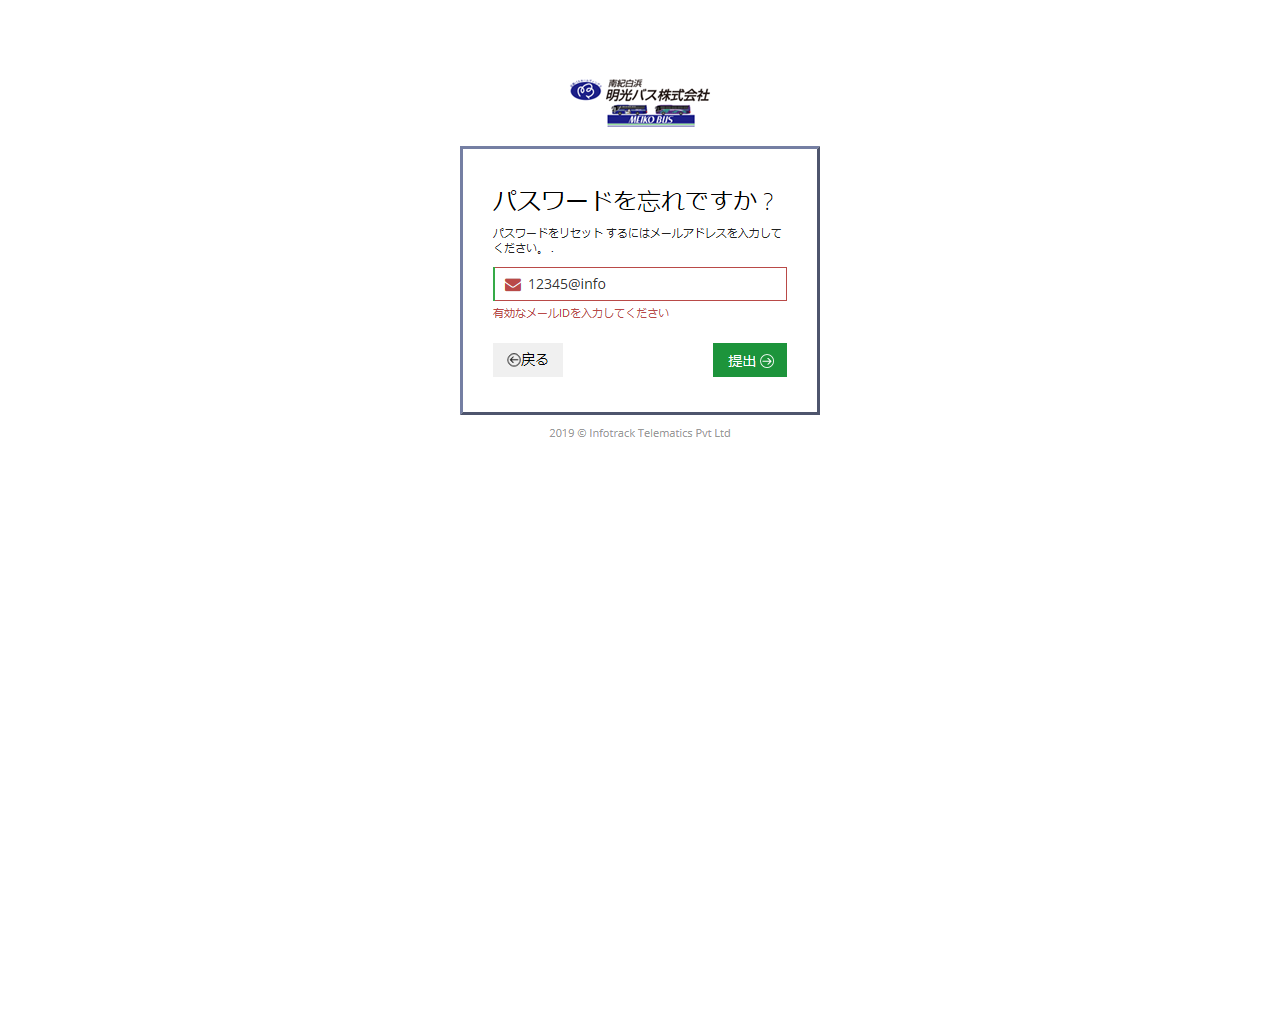 南紀白浜
明光バス株式会社
MEIKO BUS
パスワードを忘れですか ?
パスワードをリセット するにはメールアドレスを入力して
ください。 .
12345@info
有効なメールIDを入力してください
戻る
提出
2019 © Infotrack Telematics Pvt Ltd